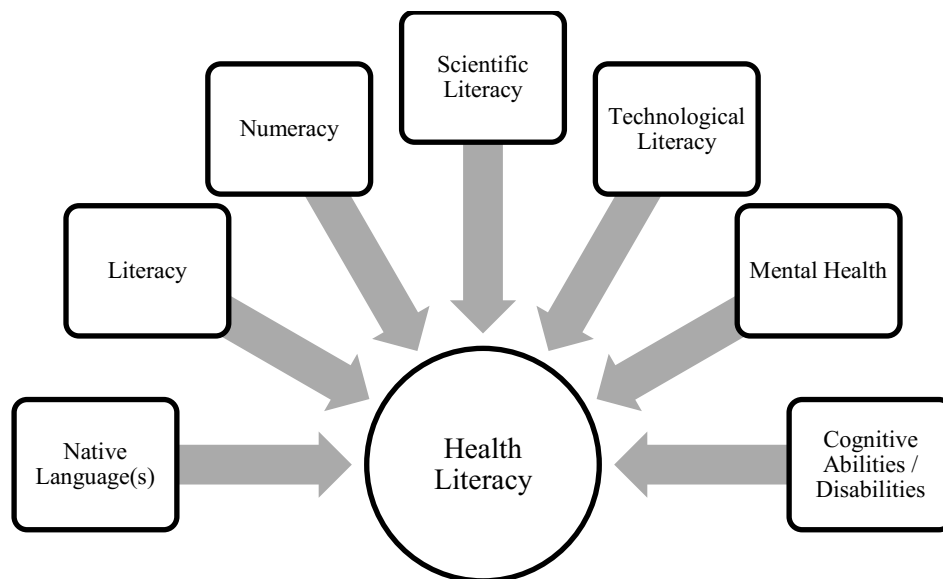 Scientific
Literacy
Numeracy
Technological
Literacy
Literacy
Mental Health
Native
Language(s)
Health
Literacy
Cognitive
Abilities /
Disabilities